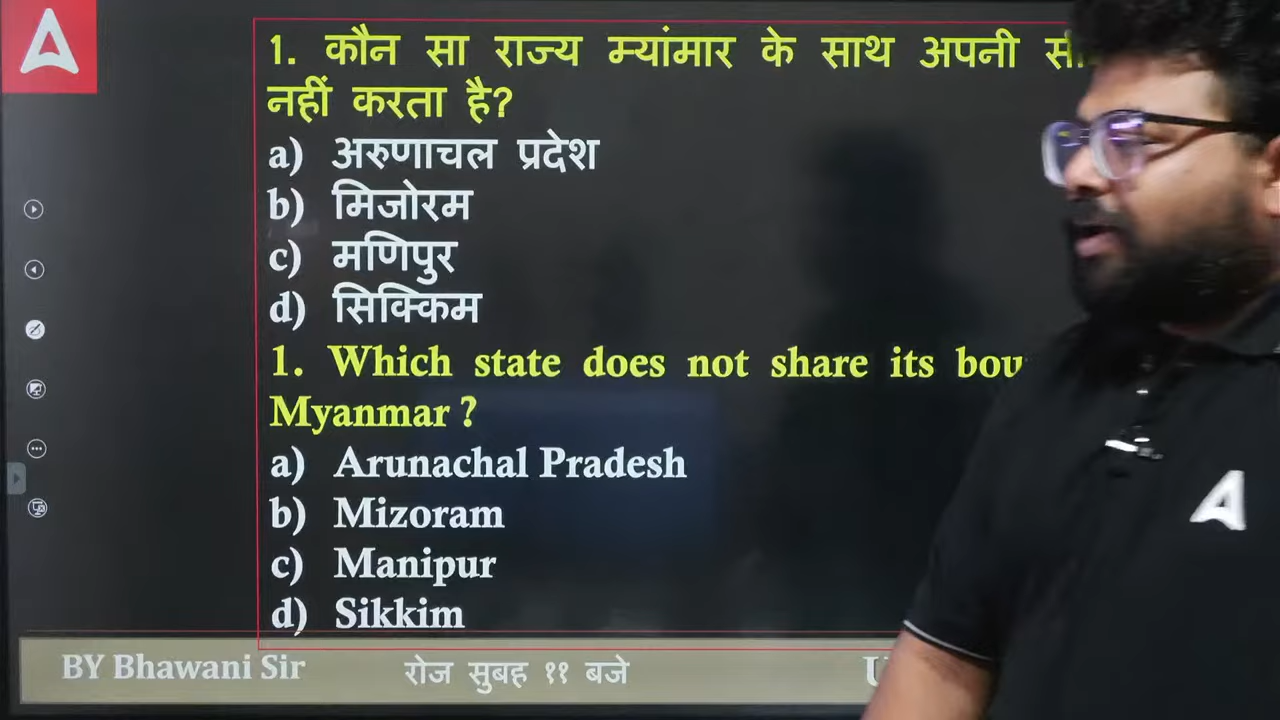 1. कौन सा राज्य म्यांमार के साथ अपनी
नहीं करता है?
a) अरुणाचल प्रदेश
b) मिजोरम
c) मणिपुर
d) सिक्किम
1. Which state does not share its
Myanmar ?
a) Arunachal Pradesh
b) Mizoram
c) Manipur
d) Sikkim
BY Bhawani Sir रोज सुबह ११ बजे